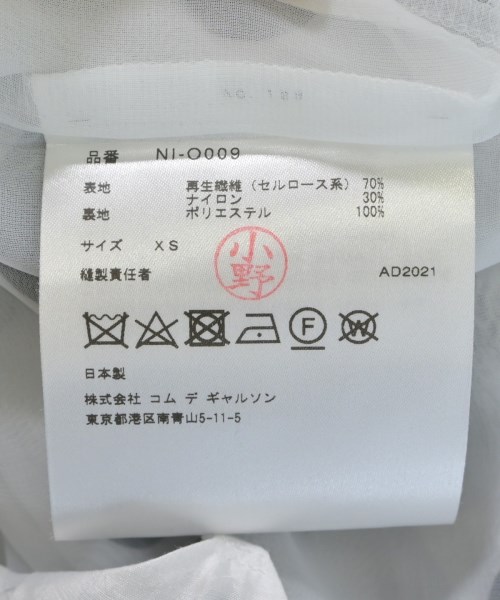 品番 NI-O009
表地 再生繊維（セルロース系） 70%
ナイロン 30%
裏地 ポリエステル 100%
サイズ XS
縫製責任者 小野 AD2021
F W
日本製
株式会社 コム デ ギャルソン
東京都港区南青山5-11-5